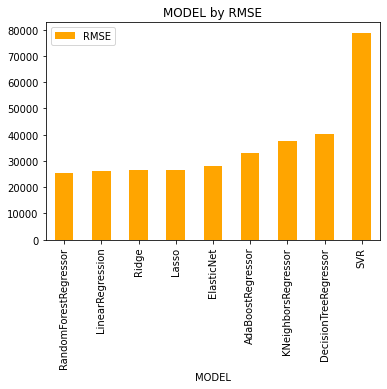 MODEL by RMSE
RMSE
80000
70000
60000
50000
40000
30000
20000
10000
0
RandomForestRegressor
LinearRegression
Ridge
Lasso
ElasticNet
AdaBoostRegressor
KNeighborsRegressor
DecisionTreeRegressor
SVR
MODEL